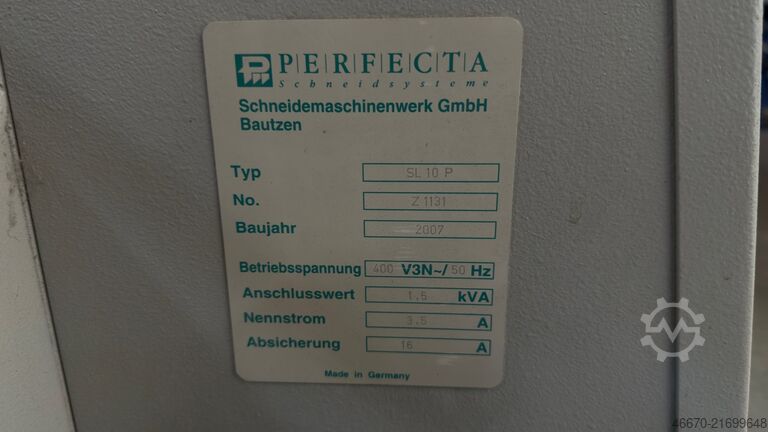 PERFECTA
Schneidsysteme
Schneidemaschinenwerk GmbH
Bautzen
Typ SL 10 P
No. Z 1131
Baujahr 2007
Betriebsspannung 400 V3N~/ 50 Hz
Anschlusswert 1,6 kVA
Nennstrom 3,5 A
Absicherung 16 A
Made in Germany
46670-21699648